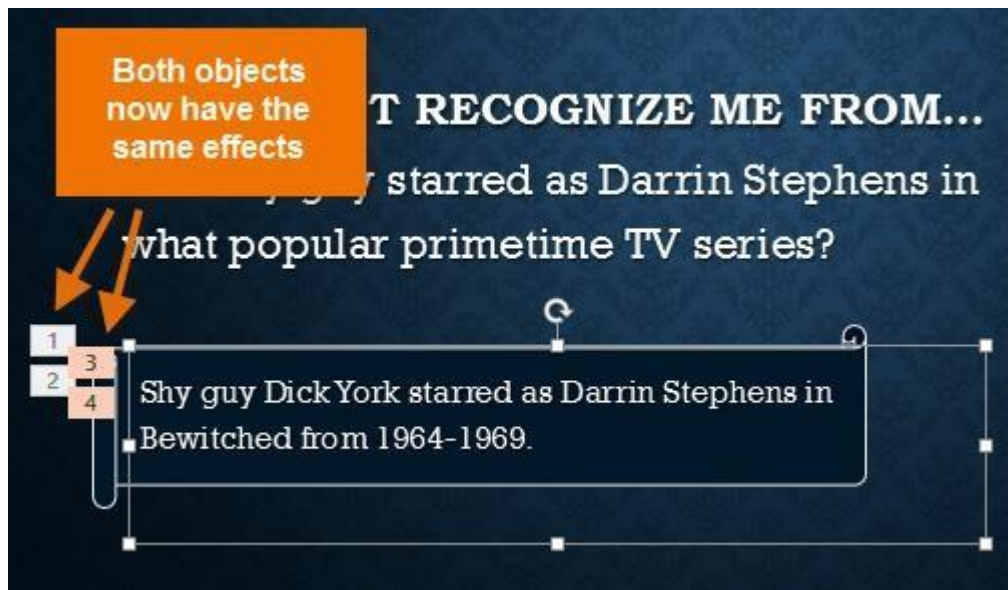 Both objects
now have the
same effects
T RECOGNIZE ME FROM...
starred as Darrin Stephens in
what popular primetime TV series?
1
3
2
4
Shy guy Dick York starred as Darrin Stephens in
Bewitched from 1964-1969.